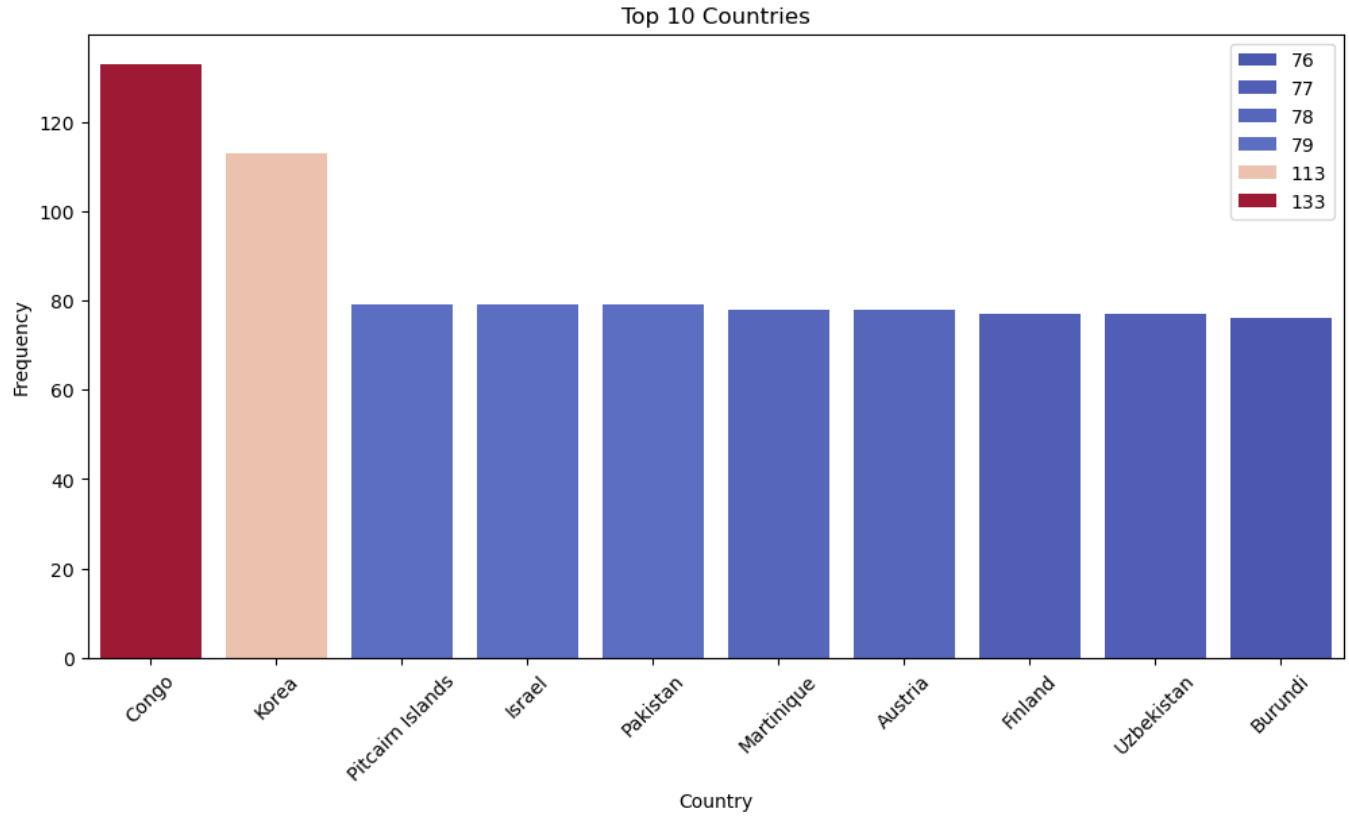 Top 10 Countries
76
77
78
79
113
133
Frequency
120
100
80
60
40
20
0
Congo
Korea
Pitcairn Islands
Israel
Pakistan
Martinique
Austria
Finland
Uzbekistan
Burundi
Country